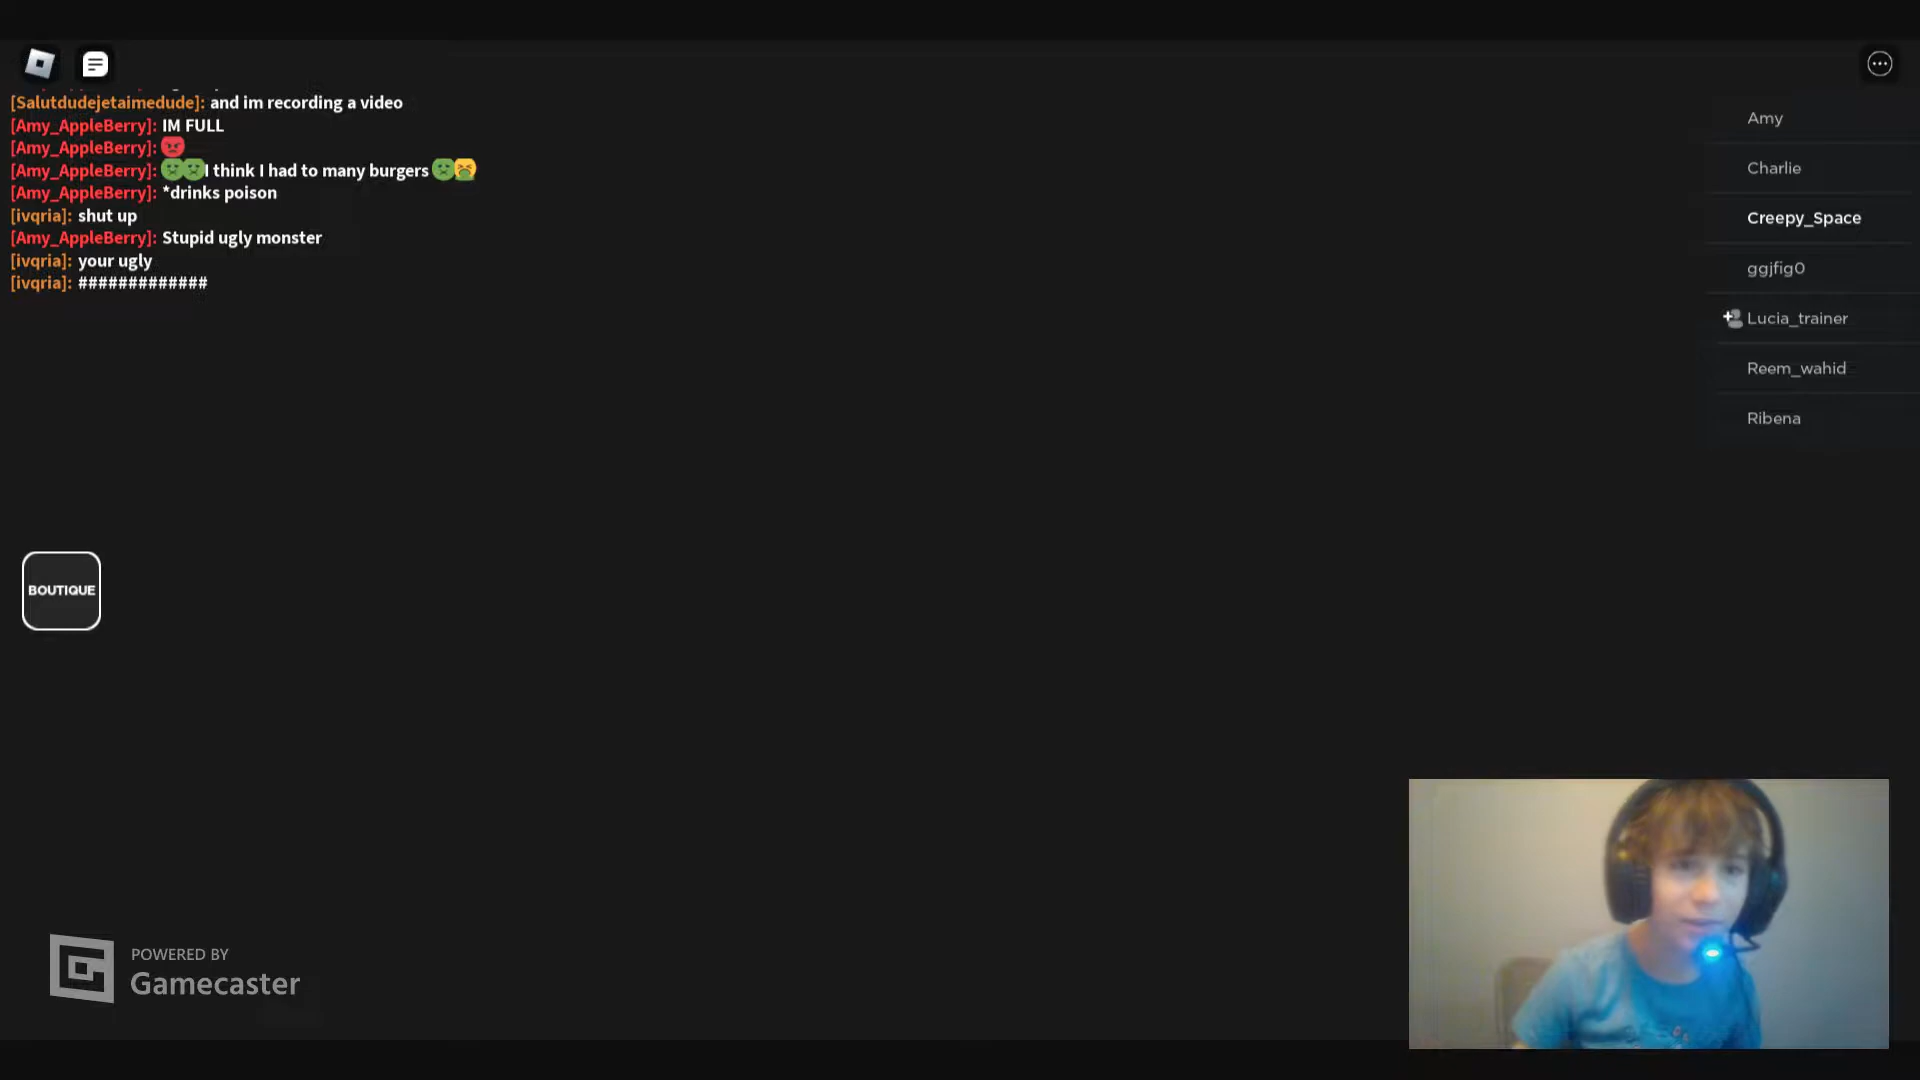 [Salutdudejetaimedude]: and im recording a video
[Amy_AppleBerry]: IM FULL
[Amy_AppleBerry]: 😡
[Amy_AppleBerry]: 🤢🤢I think I had to many burgers🤢🤮
[Amy_AppleBerry]: *drinks poison
[ivqria]: shut up
[Amy_AppleBerry]: Stupid ugly monster
[ivqria]: your ugly
[ivqria]: #############
Amy
Charlie
Creepy_Space
ggjfig0
Lucia_trainer
Reem_wahid
Ribena
BOUTIQUE
POWERED BY
Gamecaster